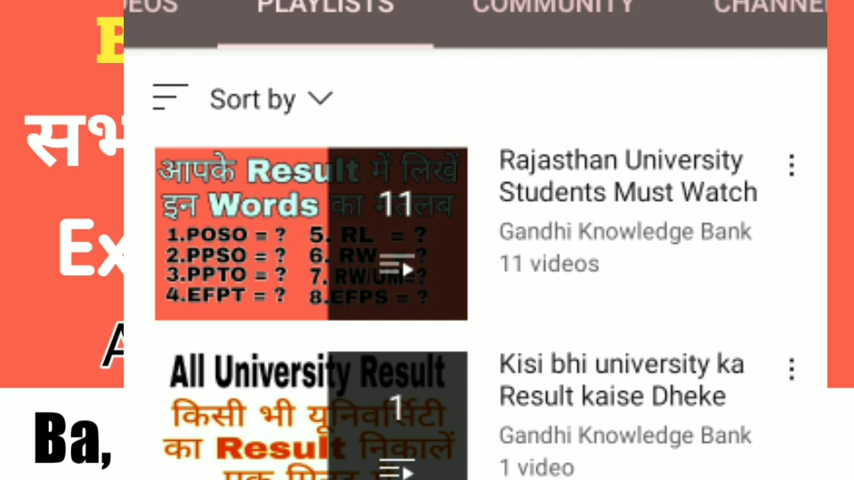 PLAYLISTS
COMMUNITY
Sort by
आपके Result में लिखें
इन Words का मतलब
1.POSO = ?
2.PPSO = ?
3.PPTO = ?
4.EFPT = ?
5. RL = ?
6. RW = ?
7. RW/UM=?
8.EFPS = ?
11
Rajasthan University
Students Must Watch
Gandhi Knowledge Bank
11 videos
All University Result
किसी भी यूनिवर्सिटी
का Result निकालें
1
Kisi bhi university ka
Result kaise Dheke
Gandhi Knowledge Bank
1 video
Ba,